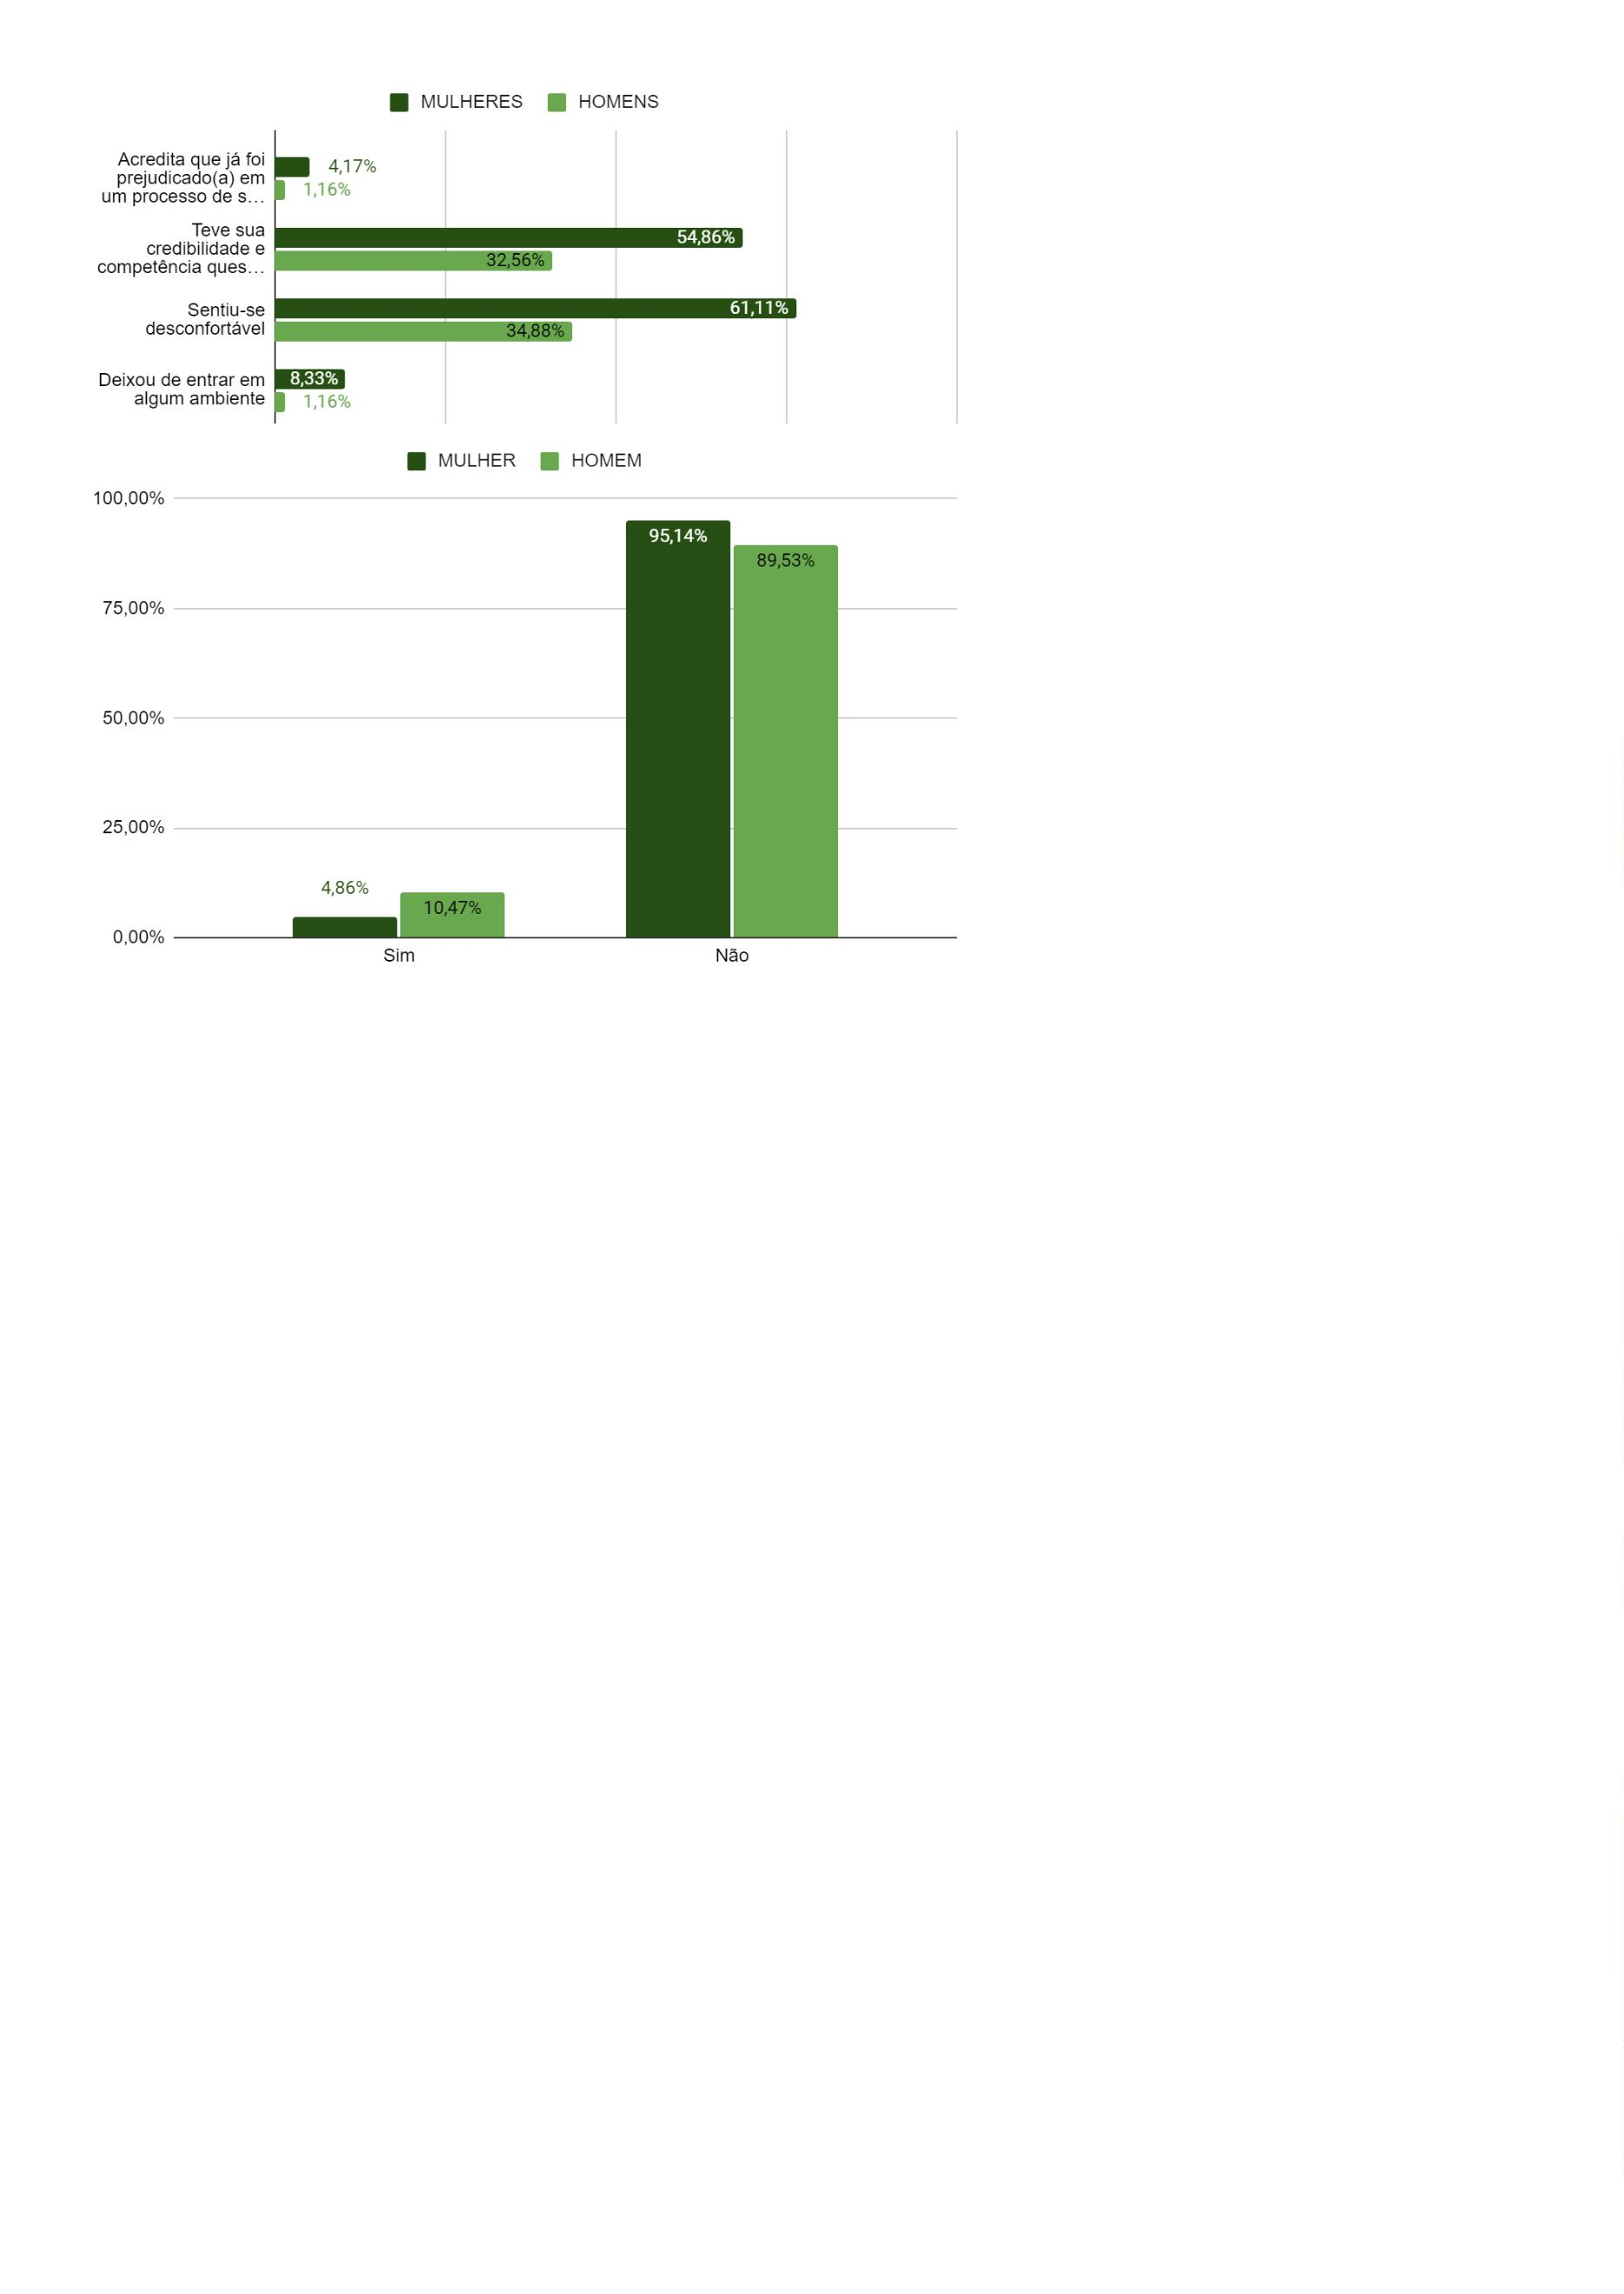 MULHERES HOMENS
Acredita que já foi
prejudicado(a) em
um processo de s…
4,17%
1,16%
Teve sua
credibilidade e
competência ques…
54,86%
32,56%
Sentiu-se
desconfortável
61,11%
34,88%
Deixou de entrar em
algum ambiente
8,33%
1,16%
MULHER HOMEM
100,00%
75,00%
50,00%
25,00%
0,00%
4,86%
10,47%
95,14%
89,53%
Sim Não